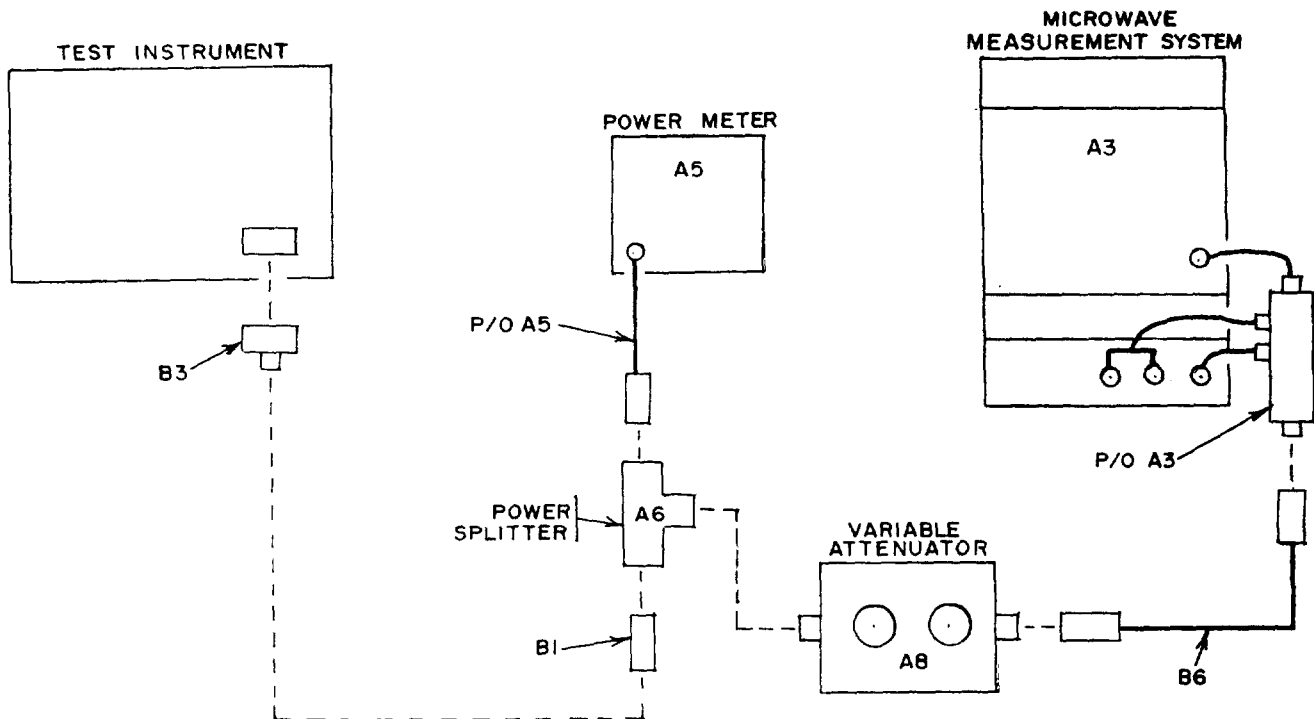 TEST INSTRUMENT
MICROWAVE
MEASUREMENT SYSTEM
POWER METER
A5
A3
P/O A5
B3
P/O A3
POWER
SPLITTER
A6
VARIABLE
ATTENUATOR
B1
A8
B6